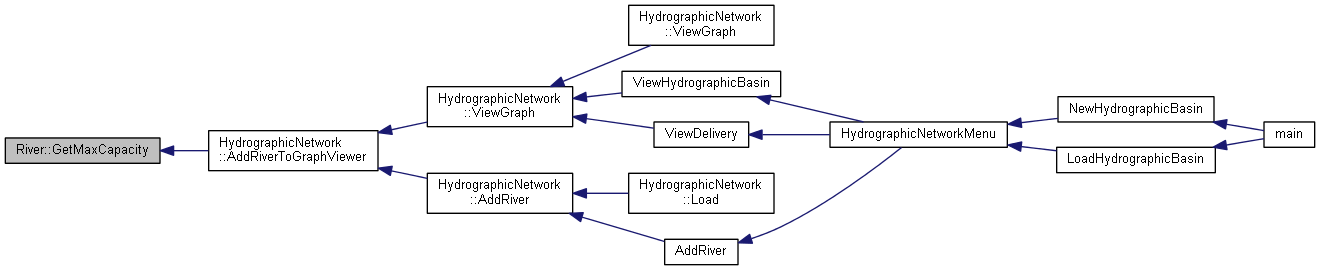 River::GetMaxCapacity
HydrographicNetwork
::AddRiverToGraphViewer
HydrographicNetwork
::ViewGraph
HydrographicNetwork
::AddRiver
HydrographicNetwork
::ViewGraph
ViewHydrographicBasin
ViewDelivery
HydrographicNetwork
::Load
AddRiver
HydrographicNetworkMenu
NewHydrographicBasin
LoadHydrographicBasin
main